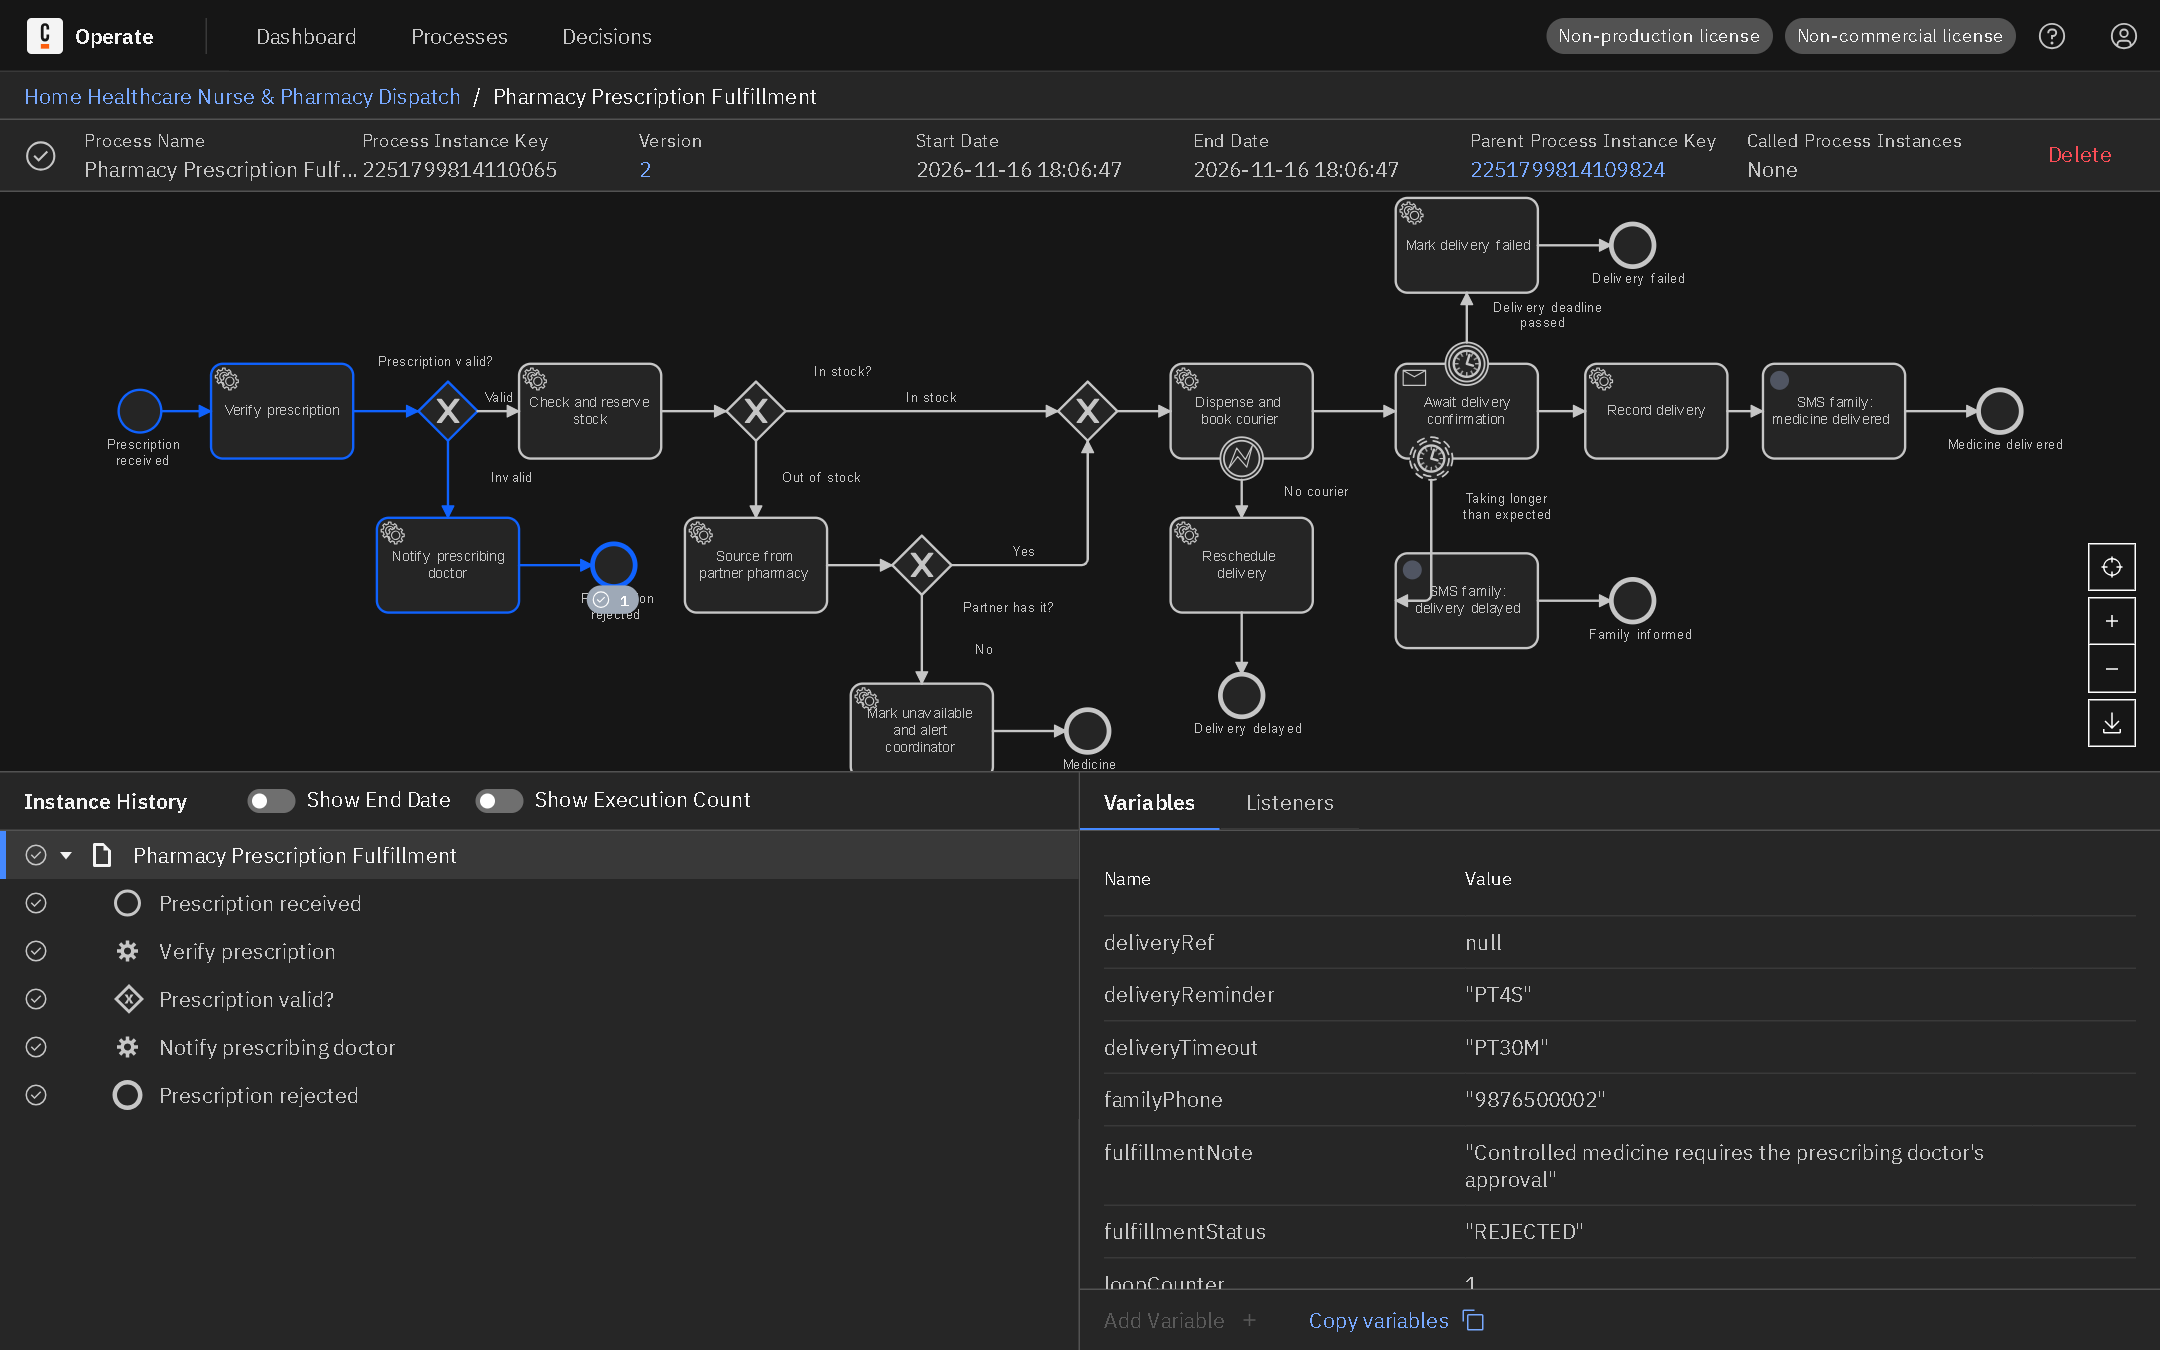 C Operate
Dashboard
Processes
Decisions
Non-production license
Non-commercial license
Home Healthcare Nurse & Pharmacy Dispatch / Pharmacy Prescription Fulfillment
Process Name
Pharmacy Prescription Fulf...
Process Instance Key
2251799814110065
Version
2
Start Date
2026-11-16 18:06:47
End Date
2026-11-16 18:06:47
Parent Process Instance Key
2251799814109824
Called Process Instances
None
Delete
Mark delivery failed
Delivery failed
Delivery deadline
passed
Prescription
received
Verify prescription
Prescription valid?
Valid
Invalid
Check and reserve
stock
In stock?
In stock
Out of stock
Dispense and
book courier
Await delivery
confirmation
Record delivery
SMS family:
medicine delivered
Medicine delivered
No courier
Taking longer
than expected
Notify prescribing
doctor
1
rejected
Source from
partner pharmacy
Yes
Partner has it?
No
Reschedule
delivery
SMS family:
delivery delayed
Family informed
Mark unavailable
and alert
coordinator
Medicine
Delivery delayed
Instance History
Show End Date
Show Execution Count
Pharmacy Prescription Fulfillment
Prescription received
Verify prescription
Prescription valid?
Notify prescribing doctor
Prescription rejected
Variables
Listeners
Name Value
deliveryRef null
deliveryReminder "PT4S"
deliveryTimeout "PT30M"
familyPhone "9876500002"
fulfillmentNote "Controlled medicine requires the prescribing doctor's
approval"
fulfillmentStatus "REJECTED"
loopCounter 1
Add Variable +
Copy variables